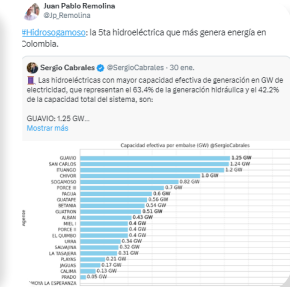 Juan Pablo Remolina
@Jp_Remolina
#Hidrosogamoso: la 5ta hidroeléctrica que más genera energía en
Colombia.
Sergio Cabrales @SergioCabrales · 30 ene.
Las hidroeléctricas con mayor capacidad efectiva de generación en GW de
electricidad, que representan el 63.4% de la generación hidráulica y el 42.2%
de la capacidad total del sistema, son:
GUAVIO: 1.25 GW...
Mostrar más
Capacidad efectiva por embalse (GW) @SergioCabrales
GUAVIO 1.25 GW
SAN CARLOS 1.24 GW
ITUANGO 1.2 GW
CHIVOR 1.0 GW
SOGAMOSO 0.82 GW
PORCE III 0.7 GW
PAGUA 0.6 GW
GUATAPE 0.56 GW
BETANIA 0.54 GW
GUATRON 0.51 GW
ALBAN 0.43 GW
MIEL I 0.4 GW
PORCE II 0.4 GW
EL QUIMBO 0.4 GW
URRA 0.34 GW
SALVAJINA 0.32 GW
LA TASAJERA 0.31 GW
PLAYAS 0.21 GW
JAGUAS 0.17 GW
CALIMA 0.13 GW
PRADO 0.05 GW